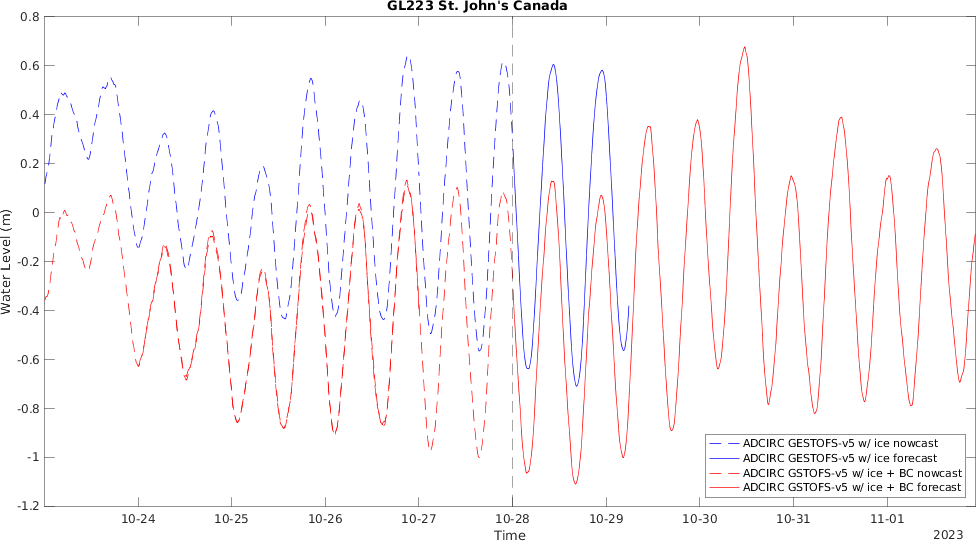 GL223 St. John's Canada
0.8
0.6
0.4
0.2
0
-0.2
-0.4
-0.6
-0.8
-1
-1.2
Water Level (m)
ADCIRC GESTOFS-v5 w/ ice nowcast
ADCIRC GESTOFS-v5 w/ ice forecast
ADCIRC GSTOFS-v5 w/ ice + BC nowcast
ADCIRC GSTOFS-v5 w/ ice + BC forecast
10-24 10-25 10-26 10-27 10-28 10-29 10-30 10-31 11-01
Time
2023